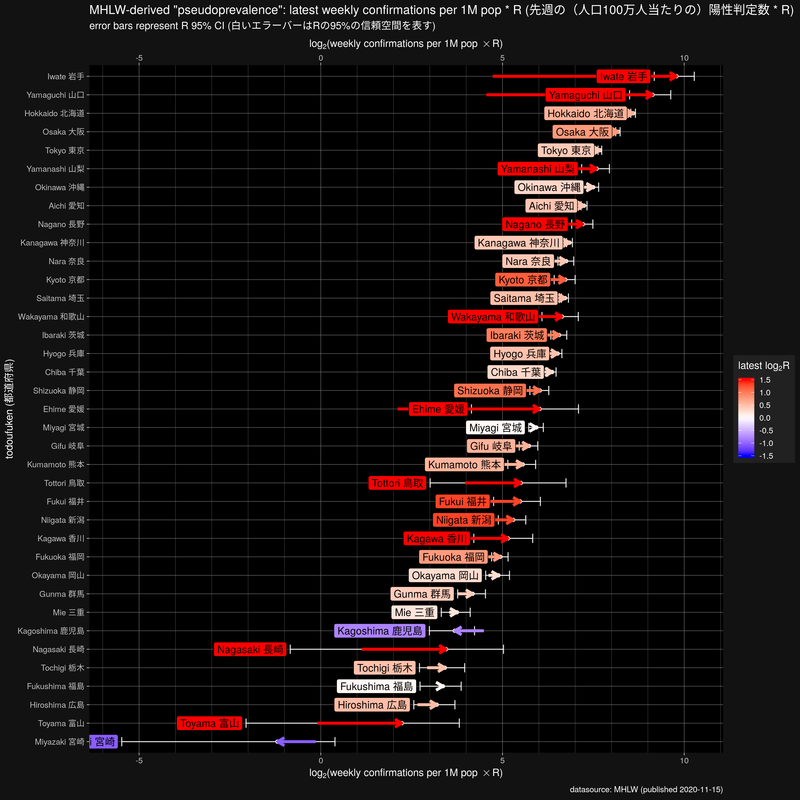 MHLW-derived "pseudoprevalence": latest weekly confirmations per 1M pop * R (先週の（人口100万人当たりの）陽性判定数 * R)
error bars represent R 95% CI (白いエラーバーはRの95%の信頼空間を表す)
log2(weekly confirmations per 1M pop × R)
-5 0 5 10
Iwate 岩手 Iwate 岩手
Yamaguchi 山口 Yamaguchi 山口
Hokkaido 北海道 Hokkaido 北海道
Osaka 大阪 Osaka 大阪
Tokyo 東京 Tokyo 東京
Yamanashi 山梨 Yamanashi 山梨
Okinawa 沖縄 Okinawa 沖縄
Aichi 愛知 Aichi 愛知
Nagano 長野 Nagano 長野
Kanagawa 神奈川 Kanagawa 神奈川
Nara 奈良 Nara 奈良
Kyoto 京都 Kyoto 京都
Saitama 埼玉 Saitama 埼玉
Wakayama 和歌山 Wakayama 和歌山
Ibaraki 茨城 Ibaraki 茨城
Hyogo 兵庫 Hyogo 兵庫
Chiba 千葉 Chiba 千葉
Shizuoka 静岡 Shizuoka 静岡
Ehime 愛媛 Ehime 愛媛
Miyagi 宮城 Miyagi 宮城
Gifu 岐阜 Gifu 岐阜
Kumamoto 熊本 Kumamoto 熊本
Tottori 鳥取 Tottori 鳥取
Fukui 福井 Fukui 福井
Niigata 新潟 Niigata 新潟
Kagawa 香川 Kagawa 香川
Fukuoka 福岡 Fukuoka 福岡
Okayama 岡山 Okayama 岡山
Gunma 群馬 Gunma 群馬
Mie 三重 Mie 三重
Kagoshima 鹿児島 Kagoshima 鹿児島
Nagasaki 長崎 Nagasaki 長崎
Tochigi 栃木 Tochigi 栃木
Fukushima 福島 Fukushima 福島
Hiroshima 広島 Hiroshima 広島
Toyama 富山 Toyama 富山
Miyazaki 宮崎 宮崎
-5 0 5 10
log2(weekly confirmations per 1M pop × R)
todoufuken (都道府県)
latest log2R
1.5
1.0
0.5
0.0
-0.5
-1.0
-1.5
datasource: MHLW (published 2020-11-15)